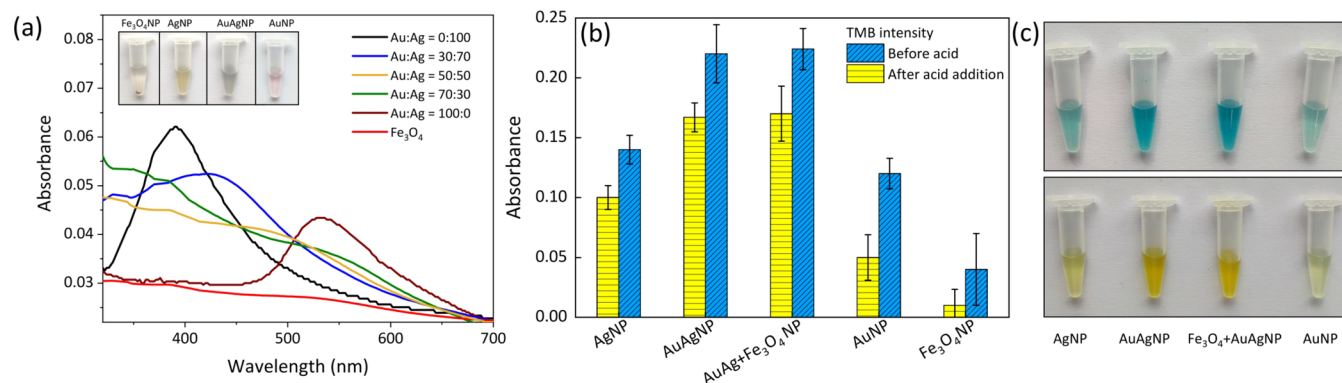 (a)
Fe₃O₄NP AgNP AuAgNP AuNP
Au:Ag = 0:100
Au:Ag = 30:70
Au:Ag = 50:50
Au:Ag = 70:30
Au:Ag = 100:0
Fe₃O₄
0.08
0.07
0.06
0.05
0.04
0.03
Absorbance
400 500 600 700
Wavelength (nm)
(b)
TMB intensity
Before acid
After acid addition
0.25
0.20
0.15
0.10
0.05
0.00
Absorbance
AgNP
AuAgNP
AuAg+Fe₃O₄ NP
AuNP
Fe₃O₄NP
(c)
AgNP AuAgNP Fe₃O₄+AuAgNP AuNP